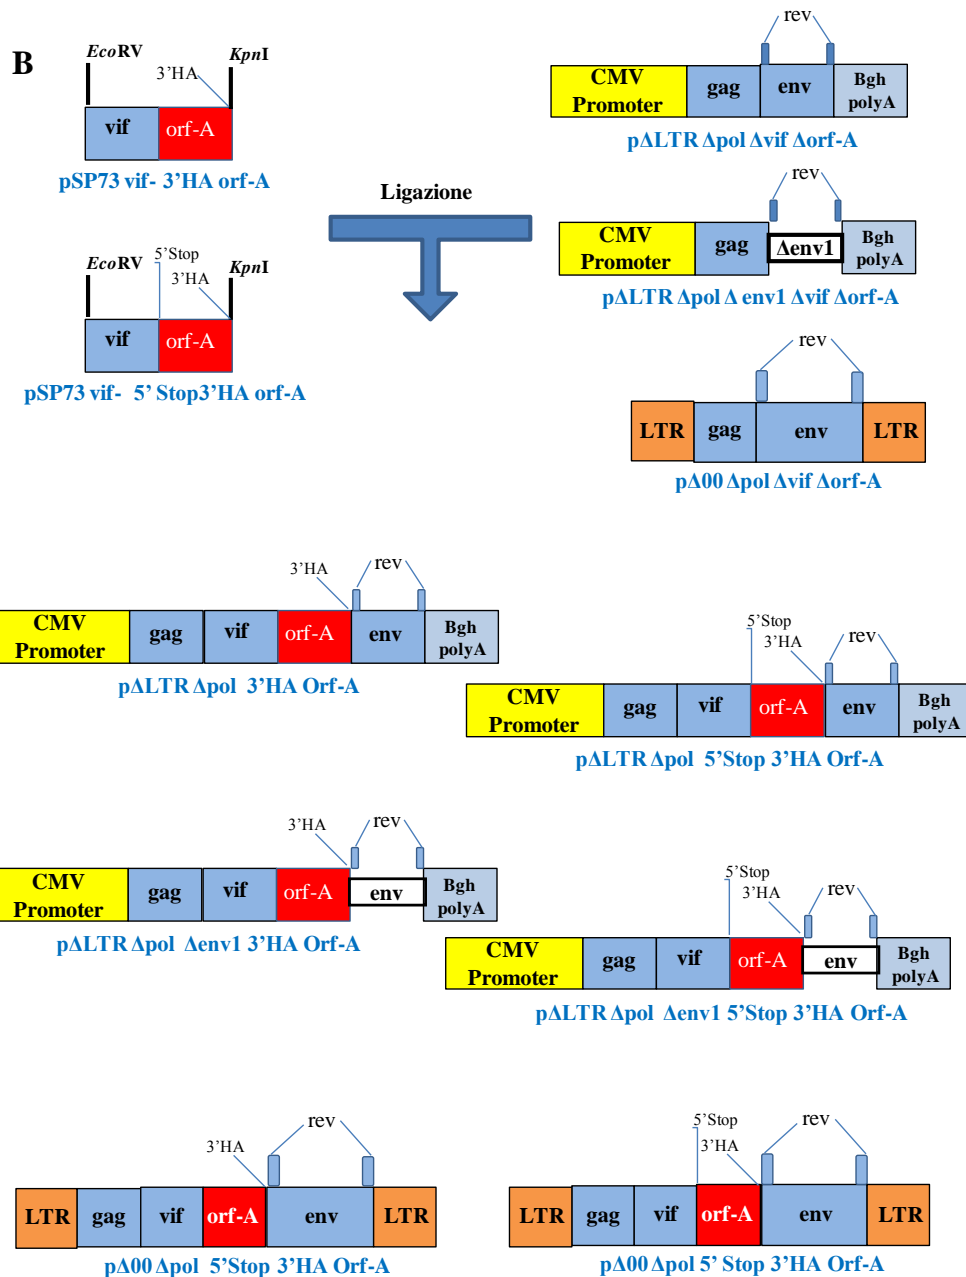 B
EcoRV
KpnI
3’HA
vif
orf-A
pSP73 vif- 3’HA orf-A
EcoRV
5’Stop
KpnI
3’HA
vif
orf-A
pSP73 vif- 5’ Stop3’HA orf-A
Ligazione
rev
CMV
Promoter
gag
env
Bgh
polyA
pΔLTR Δpol Δvif Δorf-A
rev
CMV
Promoter
gag
Δenv1
Bgh
polyA
pΔLTR Δpol Δ env1 Δvif Δorf-A
rev
LTR
gag
env
LTR
pΔ00 Δpol Δvif Δorf-A
3’HA
rev
CMV
Promoter
gag
vif
orf-A
env
Bgh
polyA
pΔLTR Δpol 3’HA Orf-A
5’Stop
3’HA
rev
CMV
Promoter
gag
vif
orf-A
env
Bgh
polyA
pΔLTR Δpol 5’Stop 3’HA Orf-A
3’HA
rev
CMV
Promoter
gag
vif
orf-A
env
Bgh
polyA
pΔLTR Δpol Δenv1 3’HA Orf-A
5’Stop
3’HA
rev
CMV
Promoter
gag
vif
orf-A
env
Bgh
polyA
pΔLTR Δpol Δenv1 5’Stop 3’HA Orf-A
3’HA
rev
LTR
gag
vif
orf-A
env
LTR
pΔ00 Δpol 5’Stop 3’HA Orf-A
5’Stop
3’HA
rev
LTR
gag
vif
orf-A
env
LTR
pΔ00 Δpol 5’ Stop 3’HA Orf-A